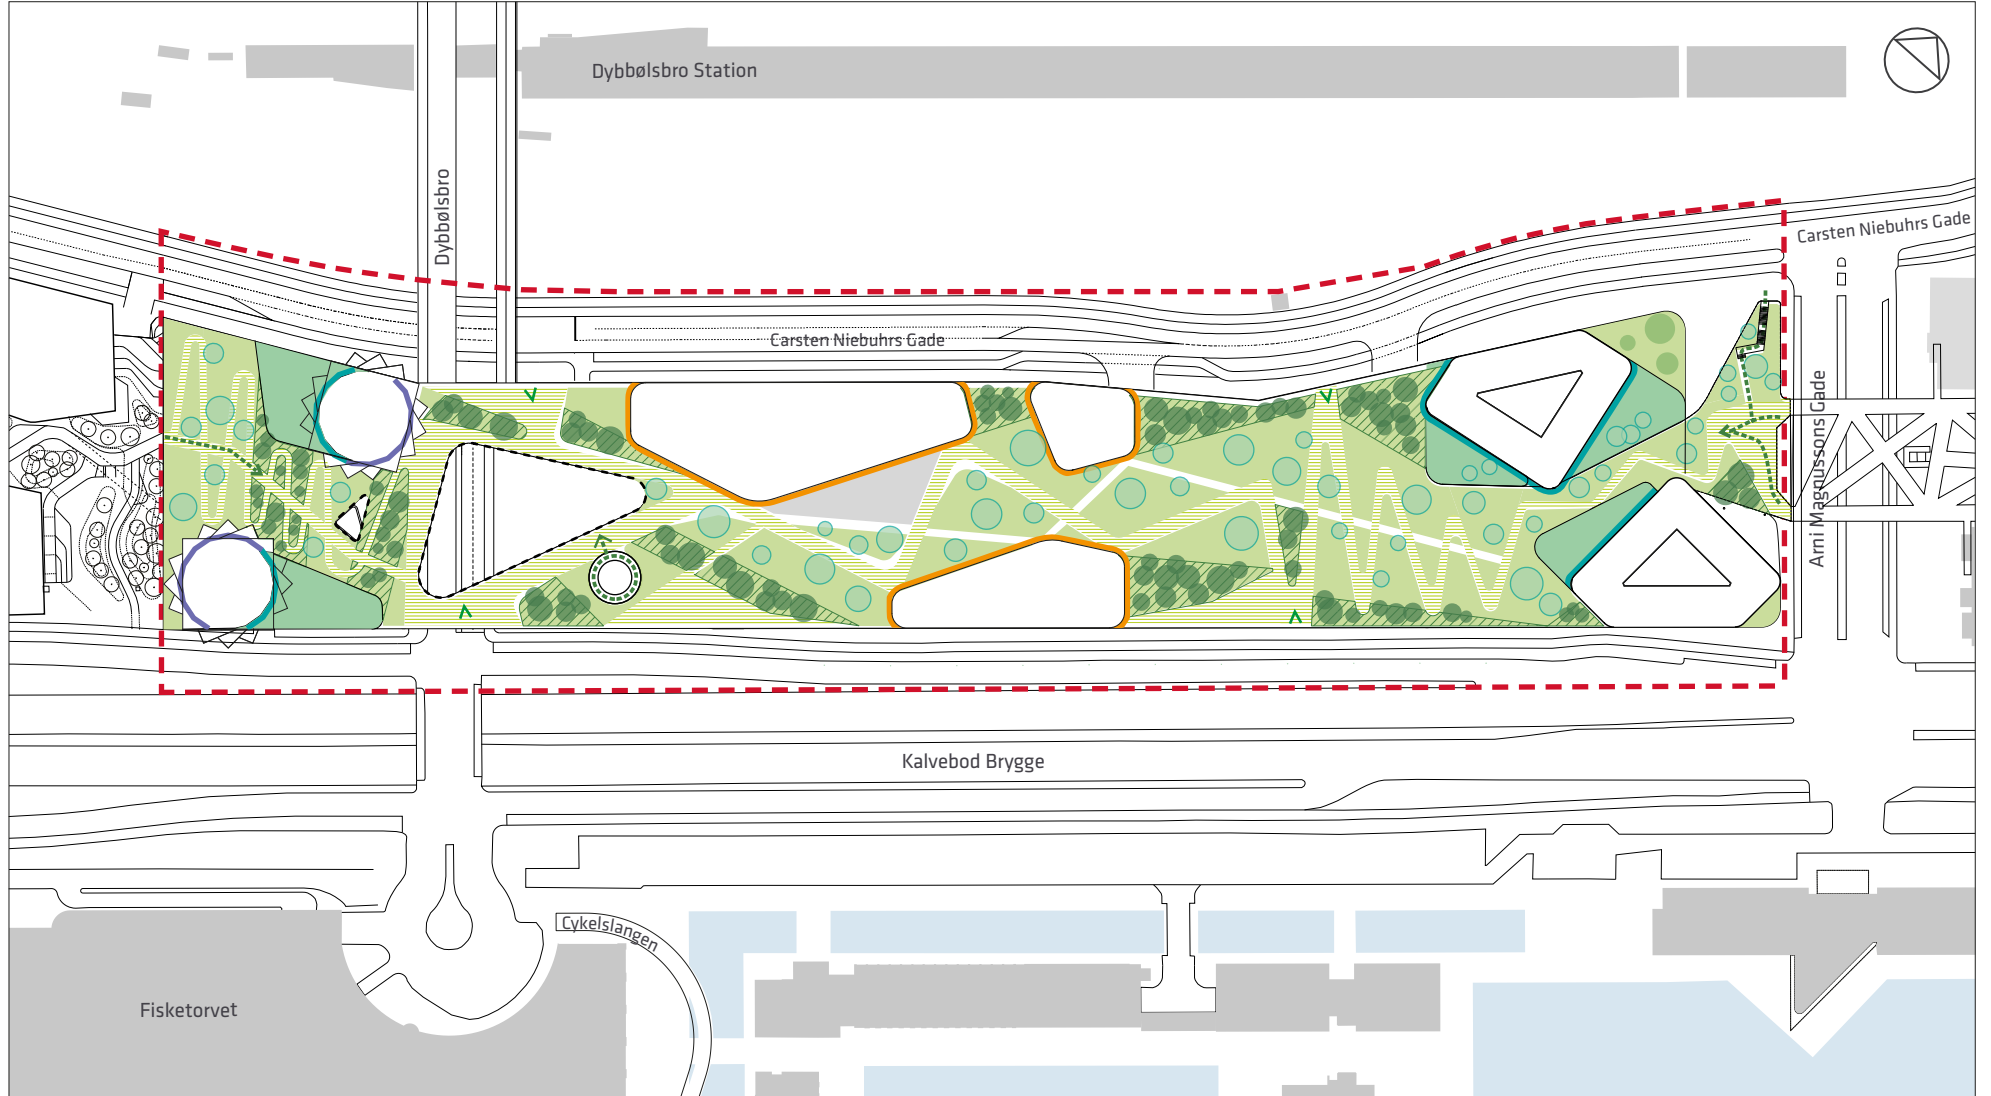 Dybbølsbro Station
Dybbølsbro
Carsten Niebuhrs Gade
Carsten Niebuhrs Gade
Arni Magnussons Gade
Kalvebod Brygge
Cykelslangen
Fisketorvet